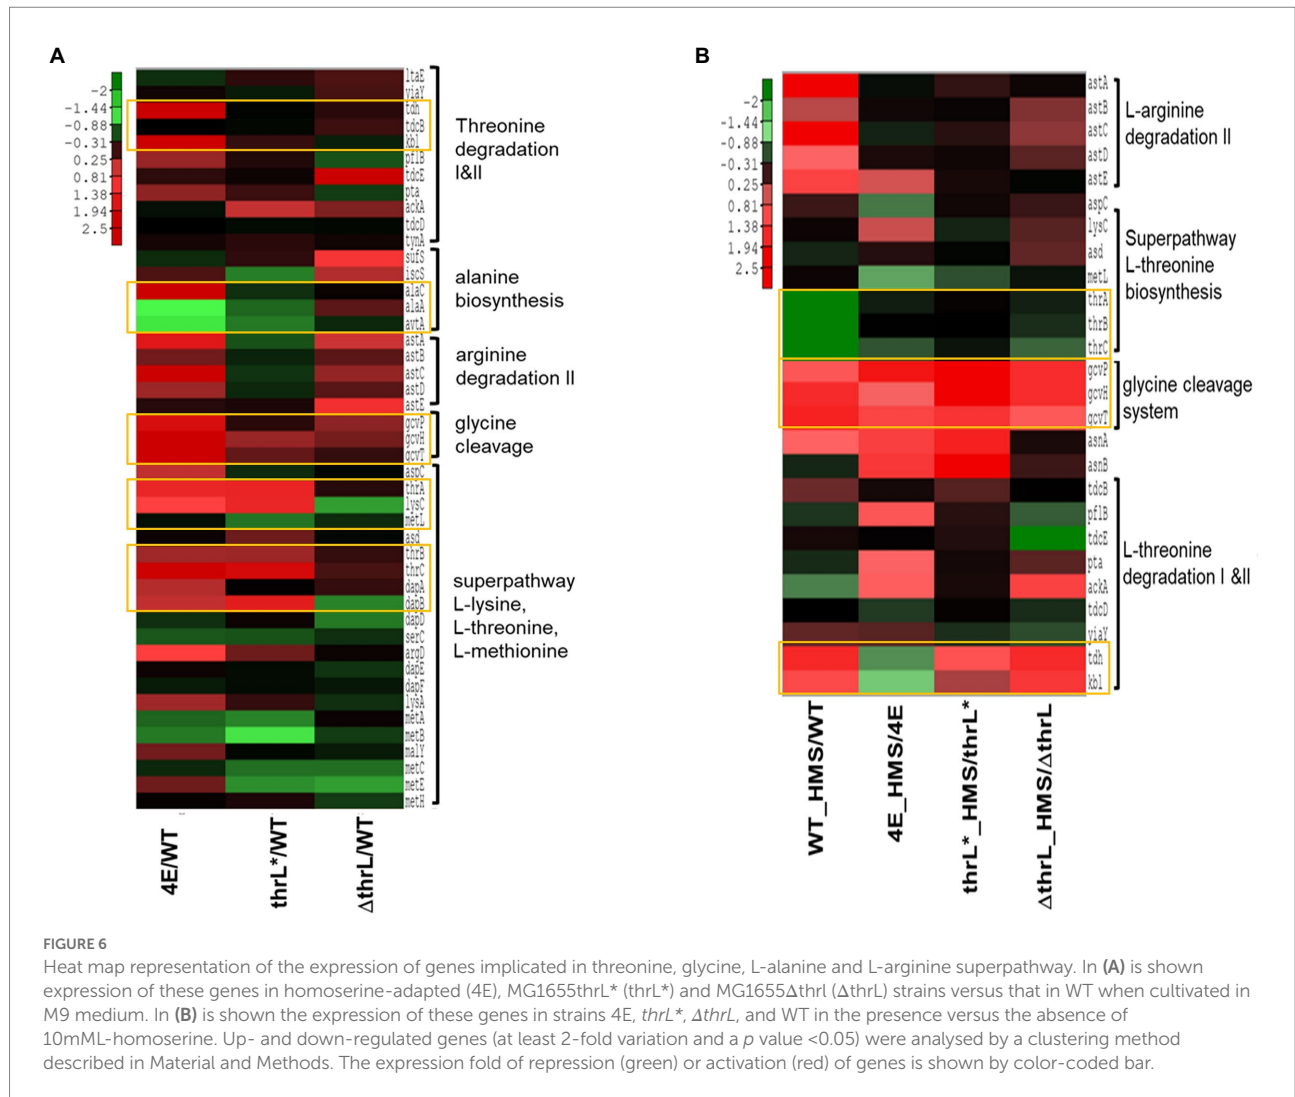 A
-2
-1.44
-0.88
-0.31
0.25
0.81
1.38
1.94
2.5
ltaE
yiaY
tdh
tdcB
kbl
pflB
tdcE
pta
ackA
tdcD
tynA
sufS
iscS
alaC
alaA
avtA
astA
astB
astC
astD
astE
gcvP
gcvH
gcvT
aspC
thrA
lysC
metL
asd
thrB
thrC
dapA
dapB
dapD
serC
argD
dapE
dapF
lysA
metA
metB
malY
metC
metE
metH
Threonine
degradation
I&II
alanine
biosynthesis
arginine
degradation II
glycine
cleavage
superpathway
L-lysine,
L-threonine,
L-methionine
4E/WT
thrL*/WT
ΔthrL/WT
B
-2
-1.44
-0.88
-0.31
0.25
0.81
1.38
1.94
2.5
astA
astB
astC
astD
astE
aspC
lysC
asd
metL
thrA
thrB
thrC
gcvP
gcvH
gcvT
asnA
asnB
tdcB
pflB
tdcE
pta
ackA
tdcD
yiaY
tdh
kbl
L-arginine
degradation II
Superpathway
L-threonine
biosynthesis
glycine cleavage
system
L-threonine
degradation I &II
WT_HMS/WT
4E_HMS/4E
thrL*_HMS/thrL*
ΔthrL_HMS/ΔthrL
FIGURE 6
Heat map representation of the expression of genes implicated in threonine, glycine, L-alanine and L-arginine superpathway. In (A) is shown
expression of these genes in homoserine-adapted (4E), MG1655thrL* (thrL*) and MG1655Δthrl (ΔthrL) strains versus that in WT when cultivated in
M9 medium. In (B) is shown the expression of these genes in strains 4E, thrL*, ΔthrL, and WT in the presence versus the absence of
10mML-homoserine. Up- and down-regulated genes (at least 2-fold variation and a p value <0.05) were analysed by a clustering method
described in Material and Methods. The expression fold of repression (green) or activation (red) of genes is shown by color-coded bar.